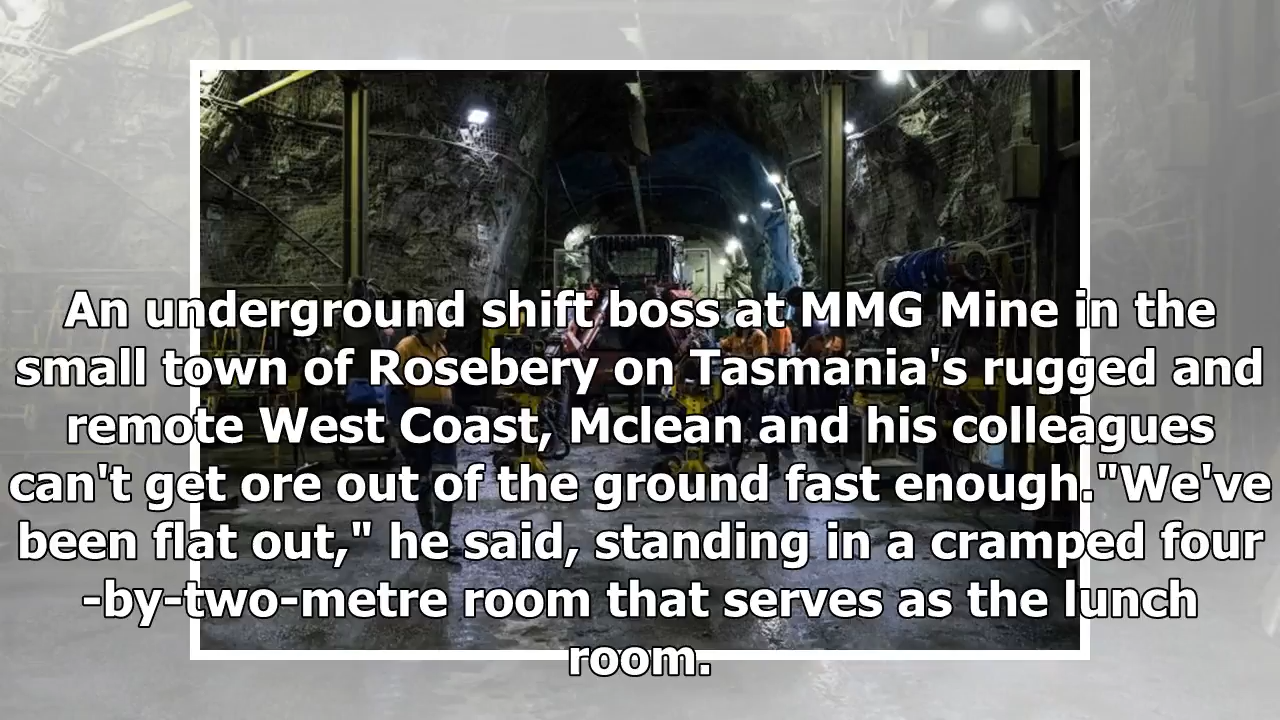 An underground shift boss at MMG Mine in the
small town of Rosebery on Tasmania's rugged and
remote West Coast, Mclean and his colleagues
can't get ore out of the ground fast enough."We've
been flat out," he said, standing in a cramped four
-by-two-metre room that serves as the lunch
room.